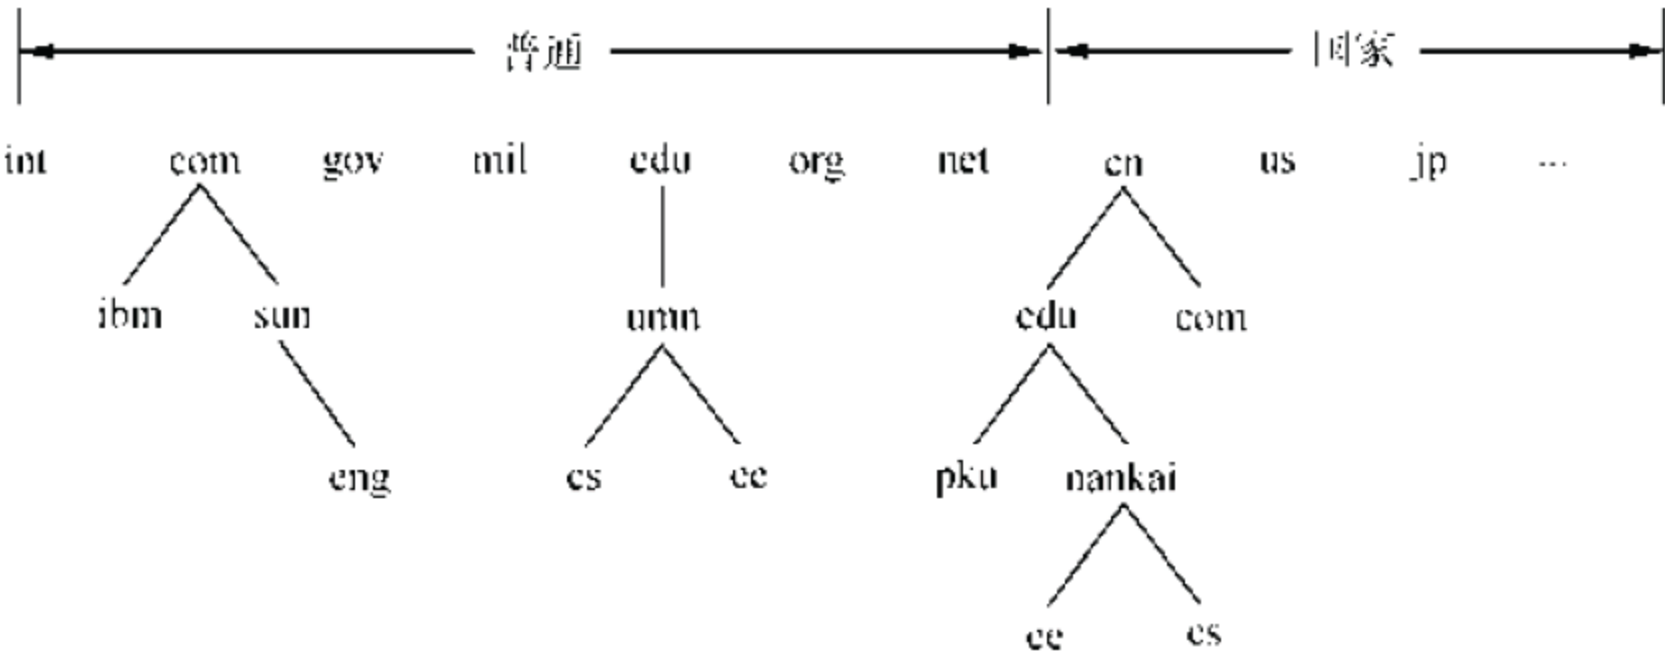 普通 国家
int com gov mil edu org net cn us jp ...
ibm sun umn edu com
eng cs ee pku nankai
ee cs